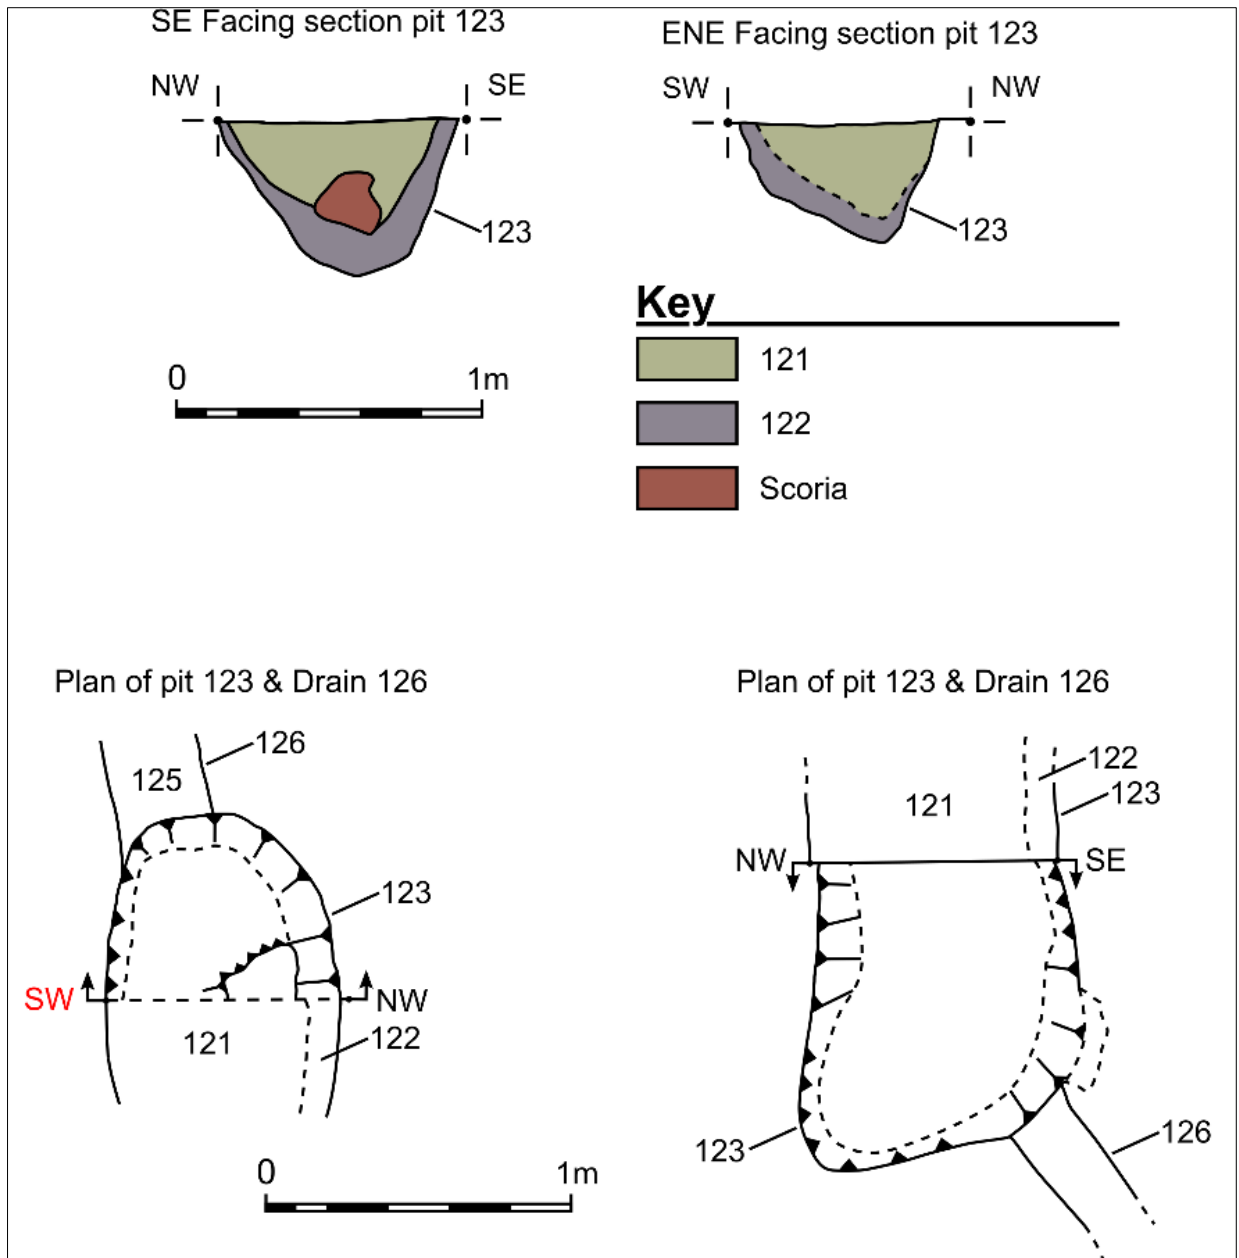 SE Facing section pit 123
NW
SE
123
ENE Facing section pit 123
SW
NW
123
Key
121
122
Scoria
0
1m
Plan of pit 123 & Drain 126
126
125
123
SW
NW
121
122
0
1m
Plan of pit 123 & Drain 126
122
121
123
NW
SE
123
126